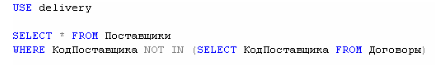 USE delivery
SELECT * FROM Поставщики
WHERE КодПоставщика NOT IN (SELECT КодПоставщика FROM Договоры)